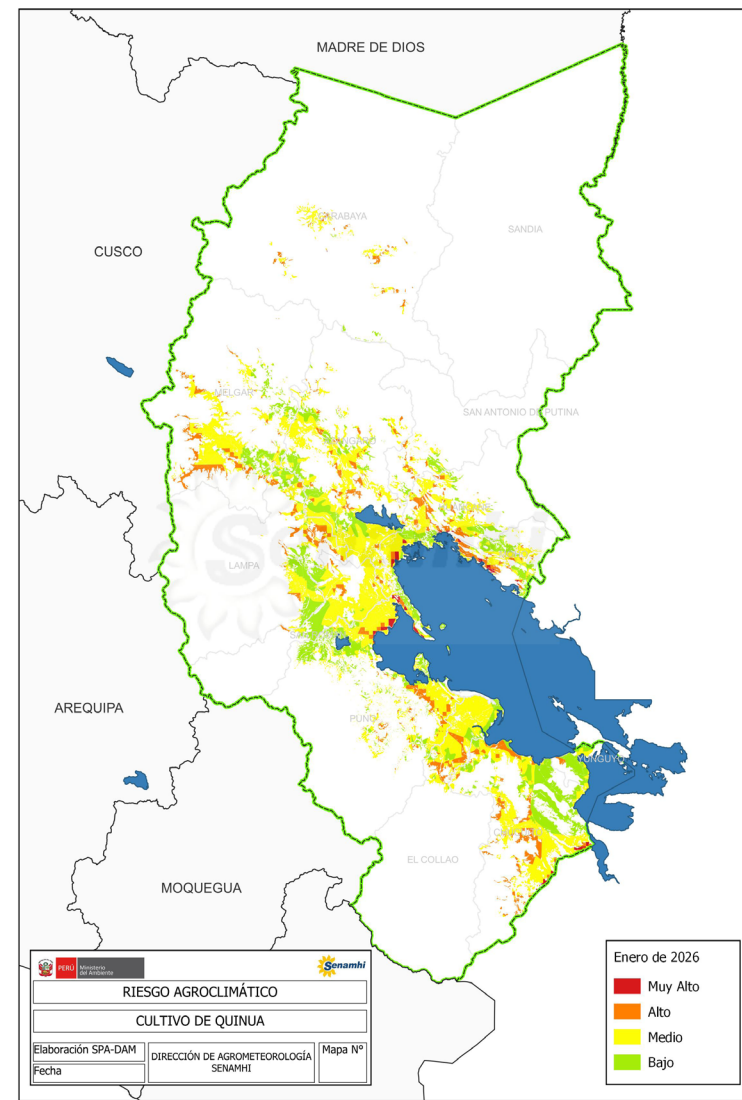 MADRE DE DIOS
CARABAYA
SANDIA
CUSCO
MELGAR
SAN ANTONIO DE PUTINA
AZANGARO
Senamhi
LAMPA
AREQUIPA
PUNO
YUNGUYO
CHUCUITO
EL COLLAO
MOQUEGUA
PERÚ
Ministerio
del Ambiente
Senamhi
RIESGO AGROCLIMÁTICO
CULTIVO DE QUINUA
Elaboración SPA-DAM
Fecha
DIRECCIÓN DE AGROMETEOROLOGÍA
SENAMHI
Mapa N°
Enero de 2026
Muy Alto
Alto
Medio
Bajo